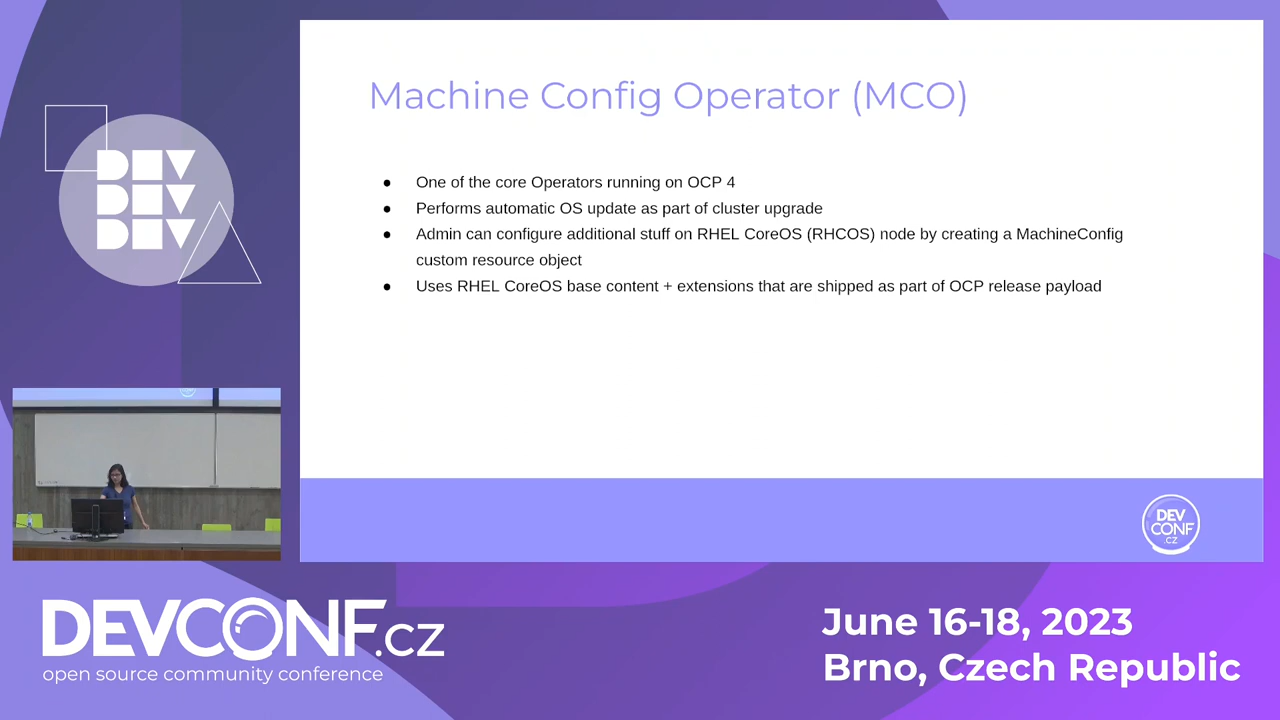 DEV
DEV
DEV
Machine Config Operator (MCO)
● One of the core Operators running on OCP 4
● Performs automatic OS update as part of cluster upgrade
● Admin can configure additional stuff on RHEL CoreOS (RHCOS) node by creating a MachineConfig
custom resource object
● Uses RHEL CoreOS base content + extensions that are shipped as part of OCP release payload
DEV
CONF
.CZ
DEVCONF.cz
open source community conference
June 16-18, 2023
Brno, Czech Republic